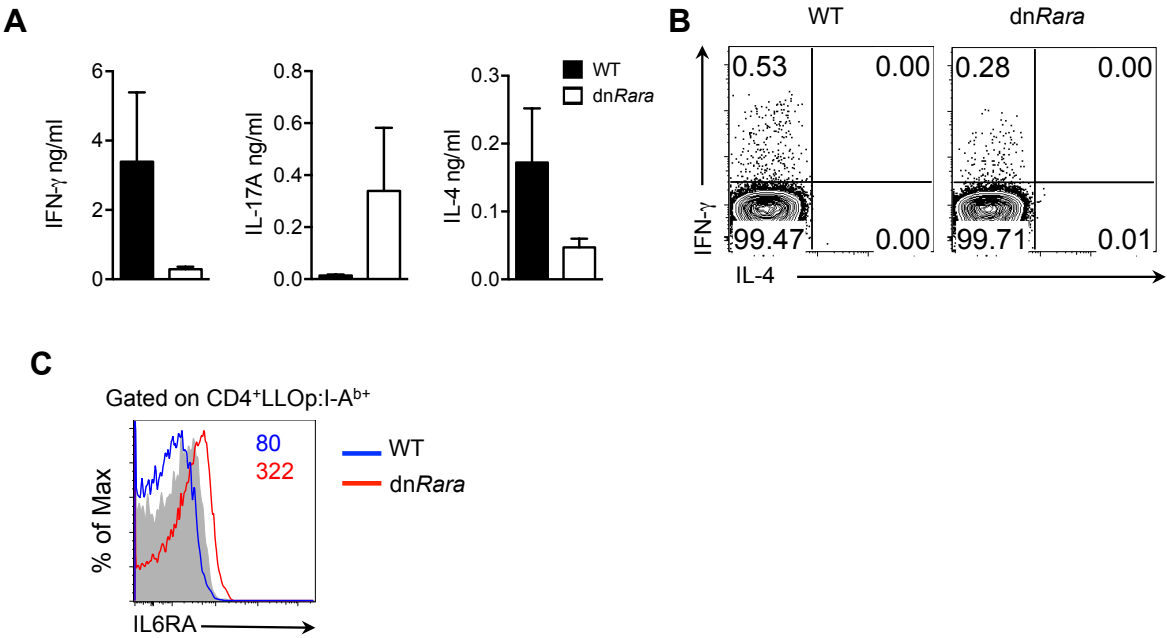 A
IFN-γ ng/ml
6
4
2
0
IL-17A ng/ml
0.8
0.6
0.4
0.2
0.0
IL-4 ng/ml
0.3
0.2
0.1
0.0
WT
dnRara
B
WT
dnRara
0.53 0.00
0.28 0.00
99.47 0.00
99.71 0.01
IFN-γ
IL-4
C
Gated on CD4⁺LLOp:I-Aᵇ⁺
80
322
WT
dnRara
% of Max
IL6RA